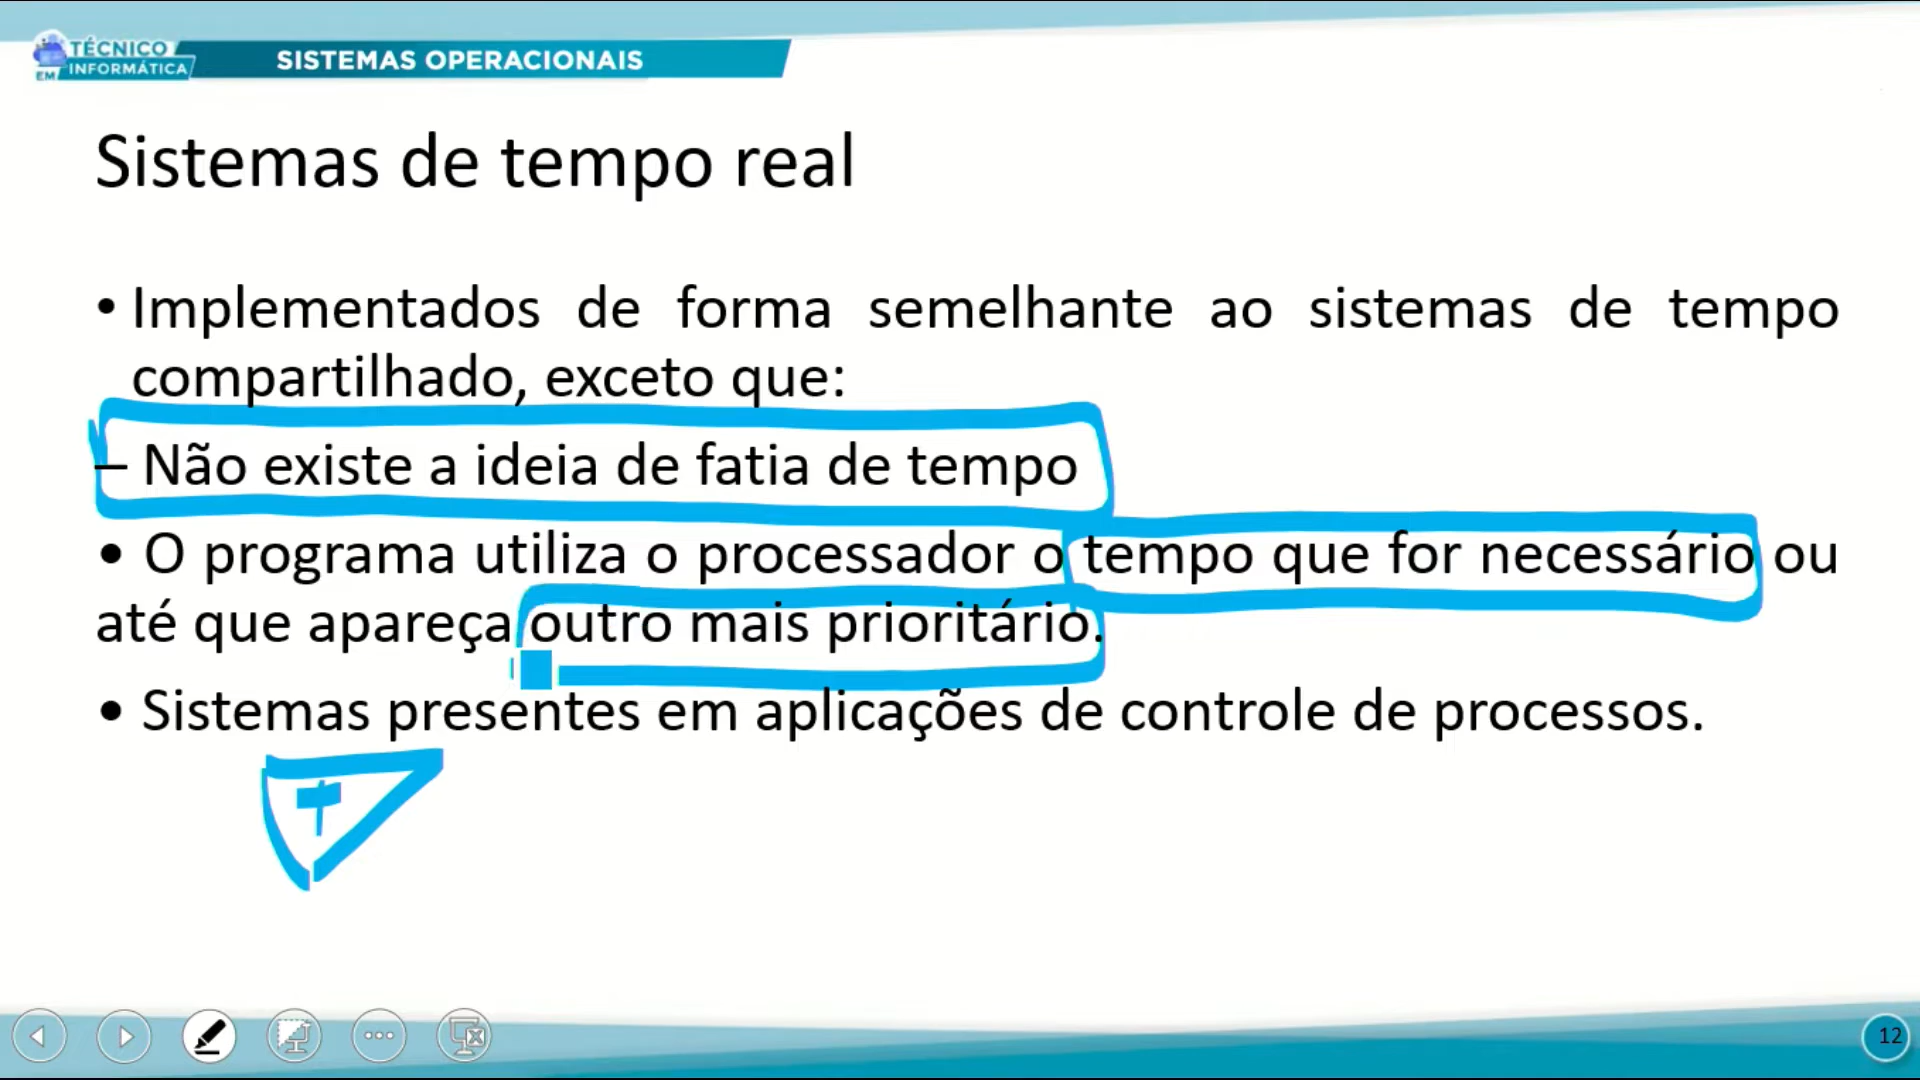 TÉCNICO
EM INFORMÁTICA
SISTEMAS OPERACIONAIS
Sistemas de tempo real
• Implementados de forma semelhante ao sistemas de tempo
compartilhado, exceto que:
– Não existe a ideia de fatia de tempo
• O programa utiliza o processador o tempo que for necessário ou
até que apareça outro mais prioritário.
• Sistemas presentes em aplicações de controle de processos.
12